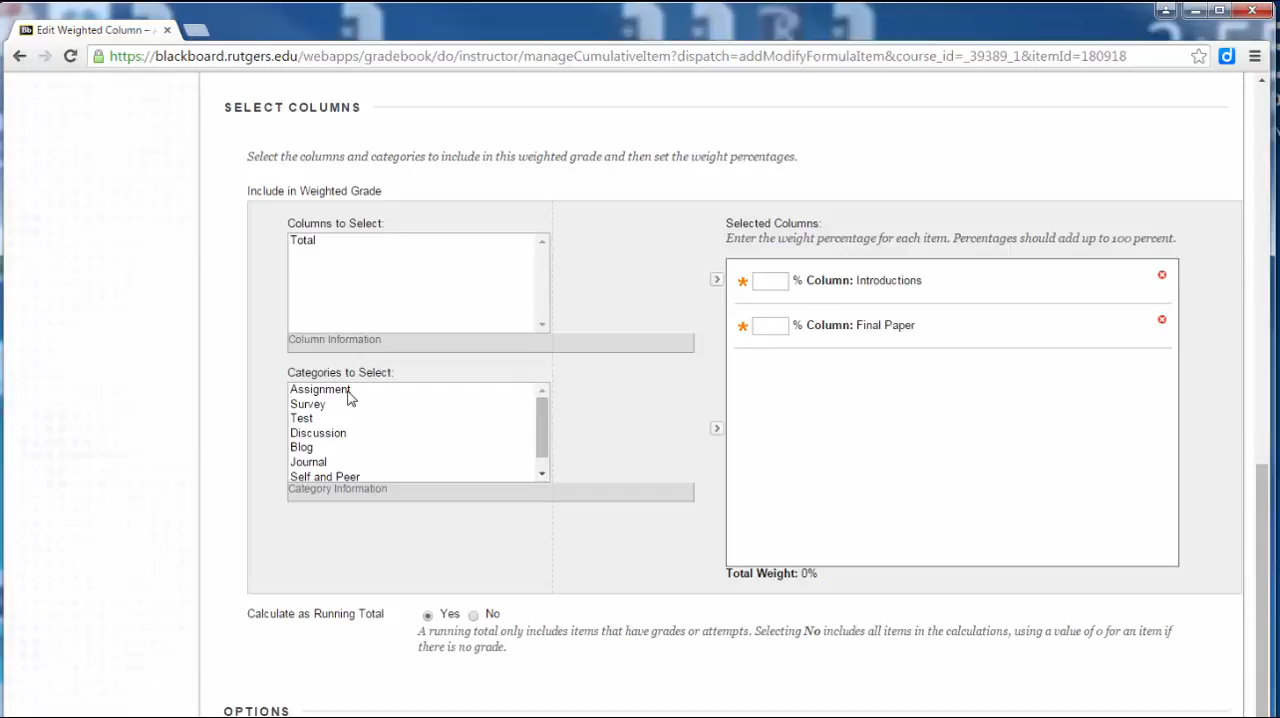 Edit Weighted Column –
https://blackboard.rutgers.edu/webapps/gradebook/do/instructor/manageCumulativeItem?dispatch=addModifyFormulaItem&course_id=_39389_1&itemId=180918
SELECT COLUMNS
Select the columns and categories to include in this weighted grade and then set the weight percentages.
Include in Weighted Grade
Columns to Select:
Total
Column Information
Categories to Select:
Assignment
Survey
Test
Discussion
Blog
Journal
Self and Peer
Category Information
Selected Columns:
Enter the weight percentage for each item. Percentages should add up to 100 percent.
* % Column: Introductions
* % Column: Final Paper
Total Weight: 0%
Calculate as Running Total Yes No
A running total only includes items that have grades or attempts. Selecting No includes all items in the calculations, using a value of 0 for an item if
there is no grade.
OPTIONS